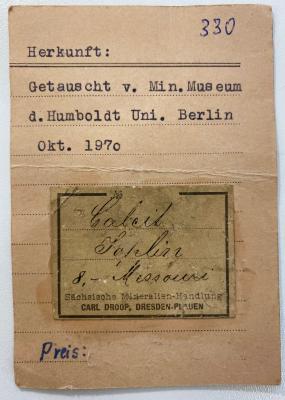 330
Herkunft:
Getauscht v. Min.Museum
d.Humboldt Uni. Berlin
Okt. 1970
Calcit
Joplin
8,- Missouri
Sächsische Mineralien-Handlung
CARL DROOP, DRESDEN-PLAUEN
Preis: